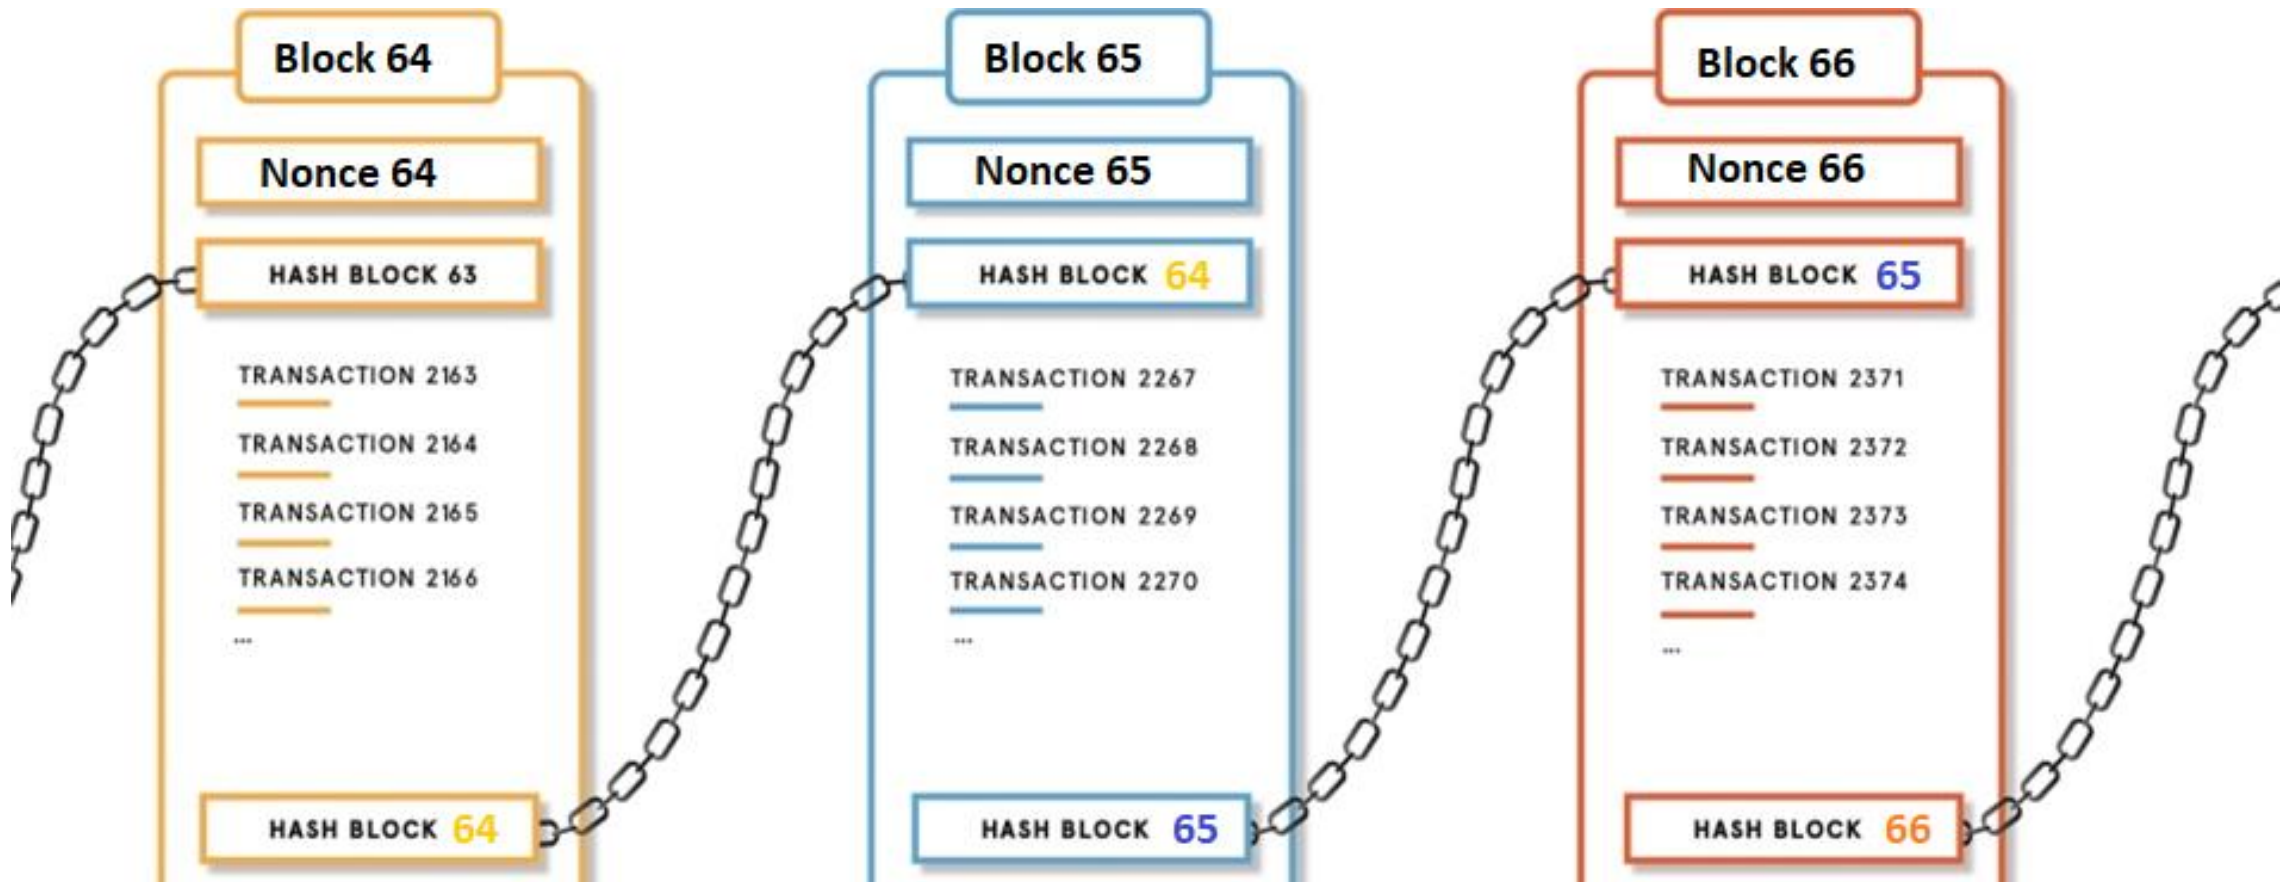 Block 64
Nonce 64
HASH BLOCK 63
TRANSACTION 2163
TRANSACTION 2164
TRANSACTION 2165
TRANSACTION 2166
...
HASH BLOCK 64
Block 65
Nonce 65
HASH BLOCK 64
TRANSACTION 2267
TRANSACTION 2268
TRANSACTION 2269
TRANSACTION 2270
...
HASH BLOCK 65
Block 66
Nonce 66
HASH BLOCK 65
TRANSACTION 2371
TRANSACTION 2372
TRANSACTION 2373
TRANSACTION 2374
...
HASH BLOCK 66